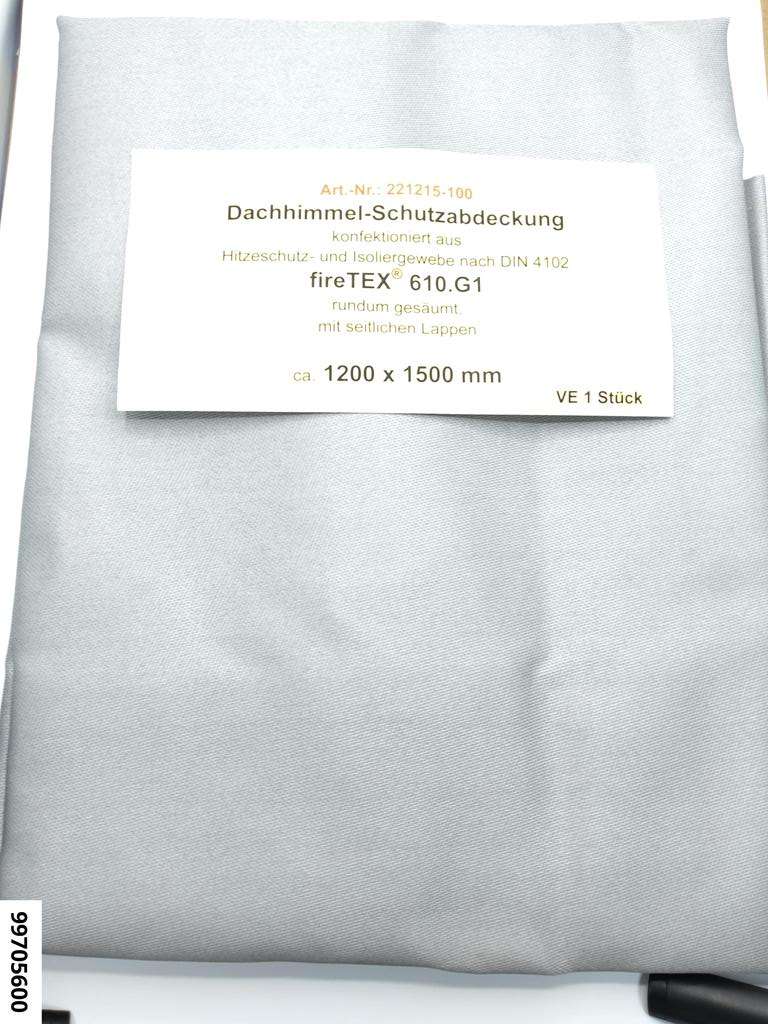 Art.-Nr.: 221215-100
Dachhimmel-Schutzabdeckung
konfektioniert aus
Hitzeschutz- und Isoliergewebe nach DIN 4102
fireTEX® 610.G1
rundum gesäumt,
mit seitlichen Lappen
ca. 1200 x 1500 mm
VE 1 Stück
99705600